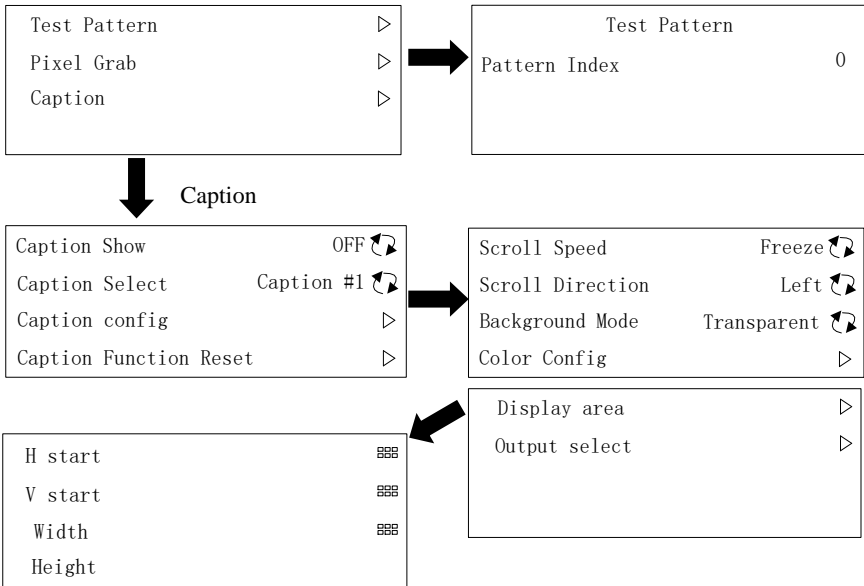 Test Pattern
Pixel Grab
Caption
Test Pattern
Pattern Index 0
Caption
Caption Show OFF
Caption Select Caption #1
Caption config
Caption Function Reset
Scroll Speed Freeze
Scroll Direction Left
Background Mode Transparent
Color Config
Display area
Output select
H start
V start
Width
Height